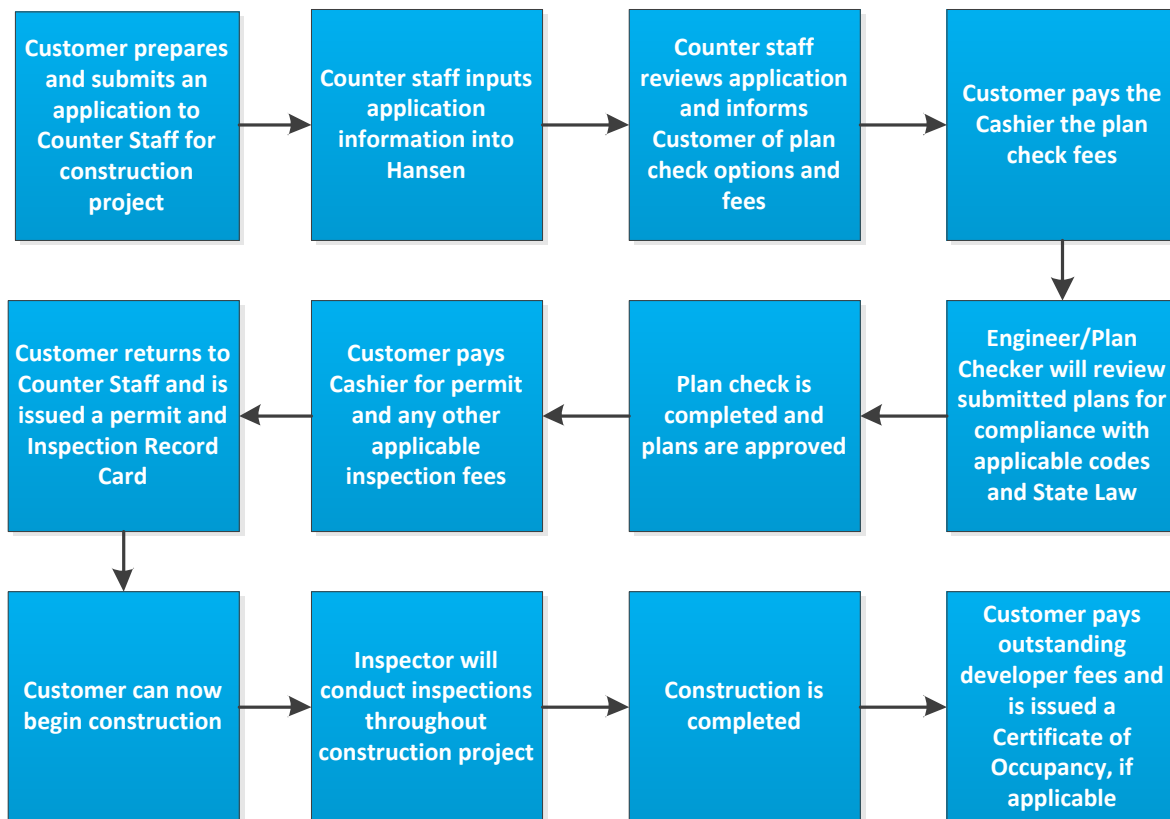 Customer prepares
and submits an
application to
Counter Staff for
construction
project
Counter staff inputs
application
information into
Hansen
Counter staff
reviews application
and informs
Customer of plan
check options and
fees
Customer pays the
Cashier the plan
check fees
Engineer/Plan
Checker will review
submitted plans for
compliance with
applicable codes
and State Law
Plan check is
completed and
plans are approved
Customer pays
Cashier for permit
and any other
applicable
inspection fees
Customer returns to
Counter Staff and is
issued a permit and
Inspection Record
Card
Customer can now
begin construction
Inspector will
conduct inspections
throughout
construction project
Construction is
completed
Customer pays
outstanding
developer fees and
is issued a
Certificate of
Occupancy, if
applicable